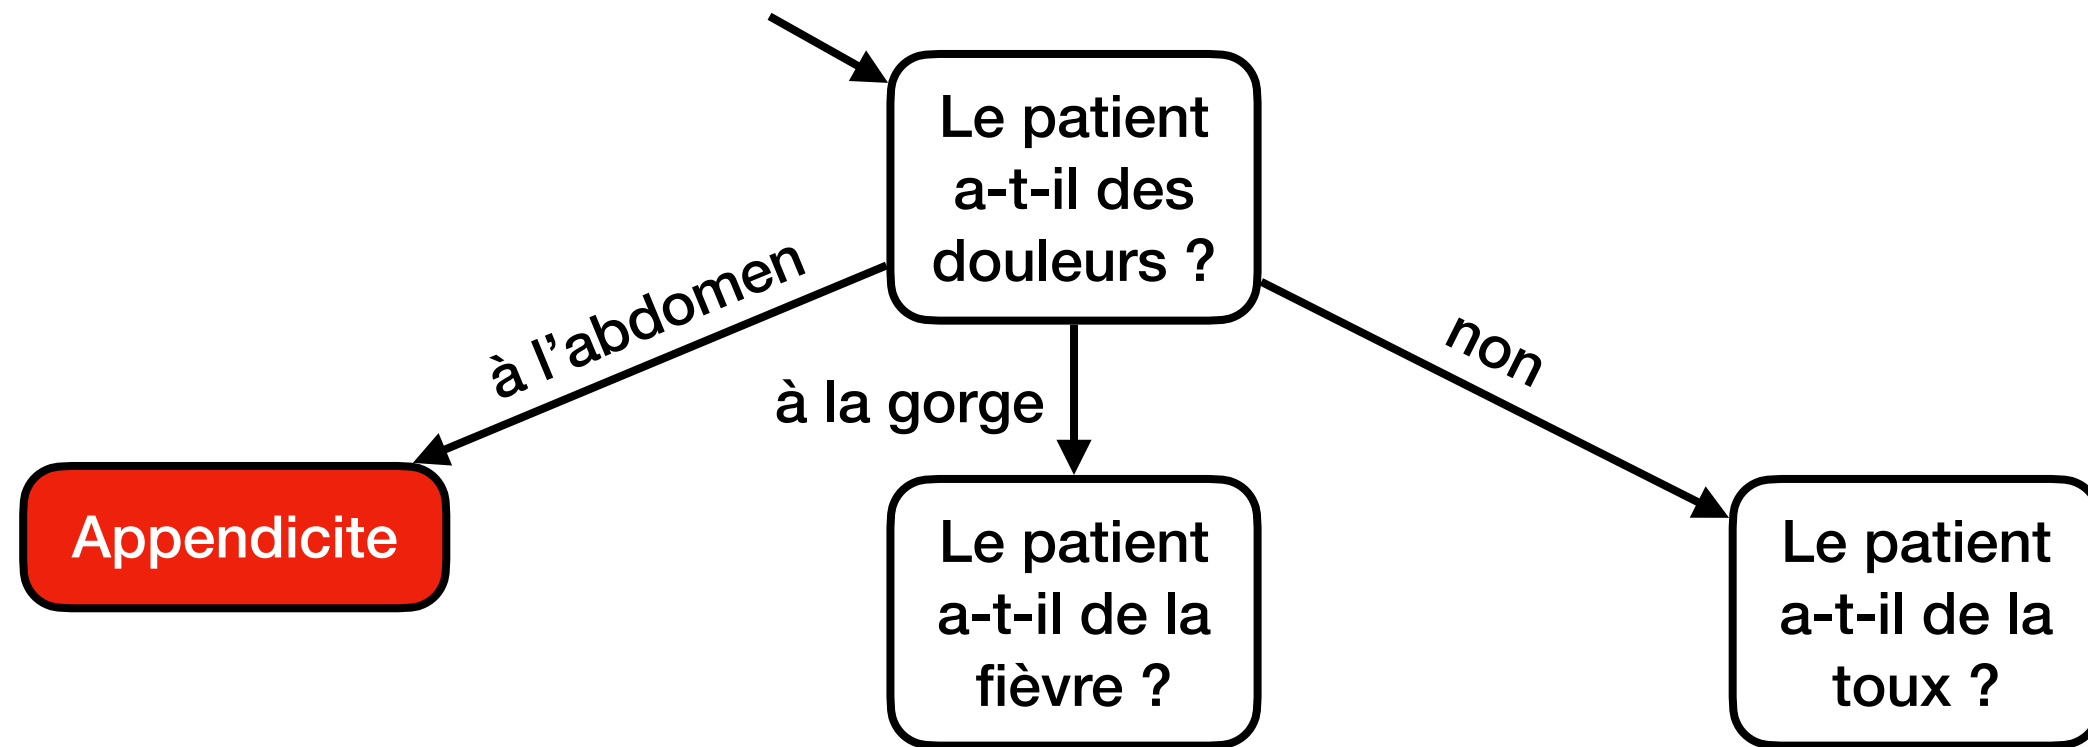 Le patient
a-t-il des
douleurs ?
à l’abdomen
à la gorge
non
Appendicite
Le patient
a-t-il de la
fièvre ?
Le patient
a-t-il de la
toux ?